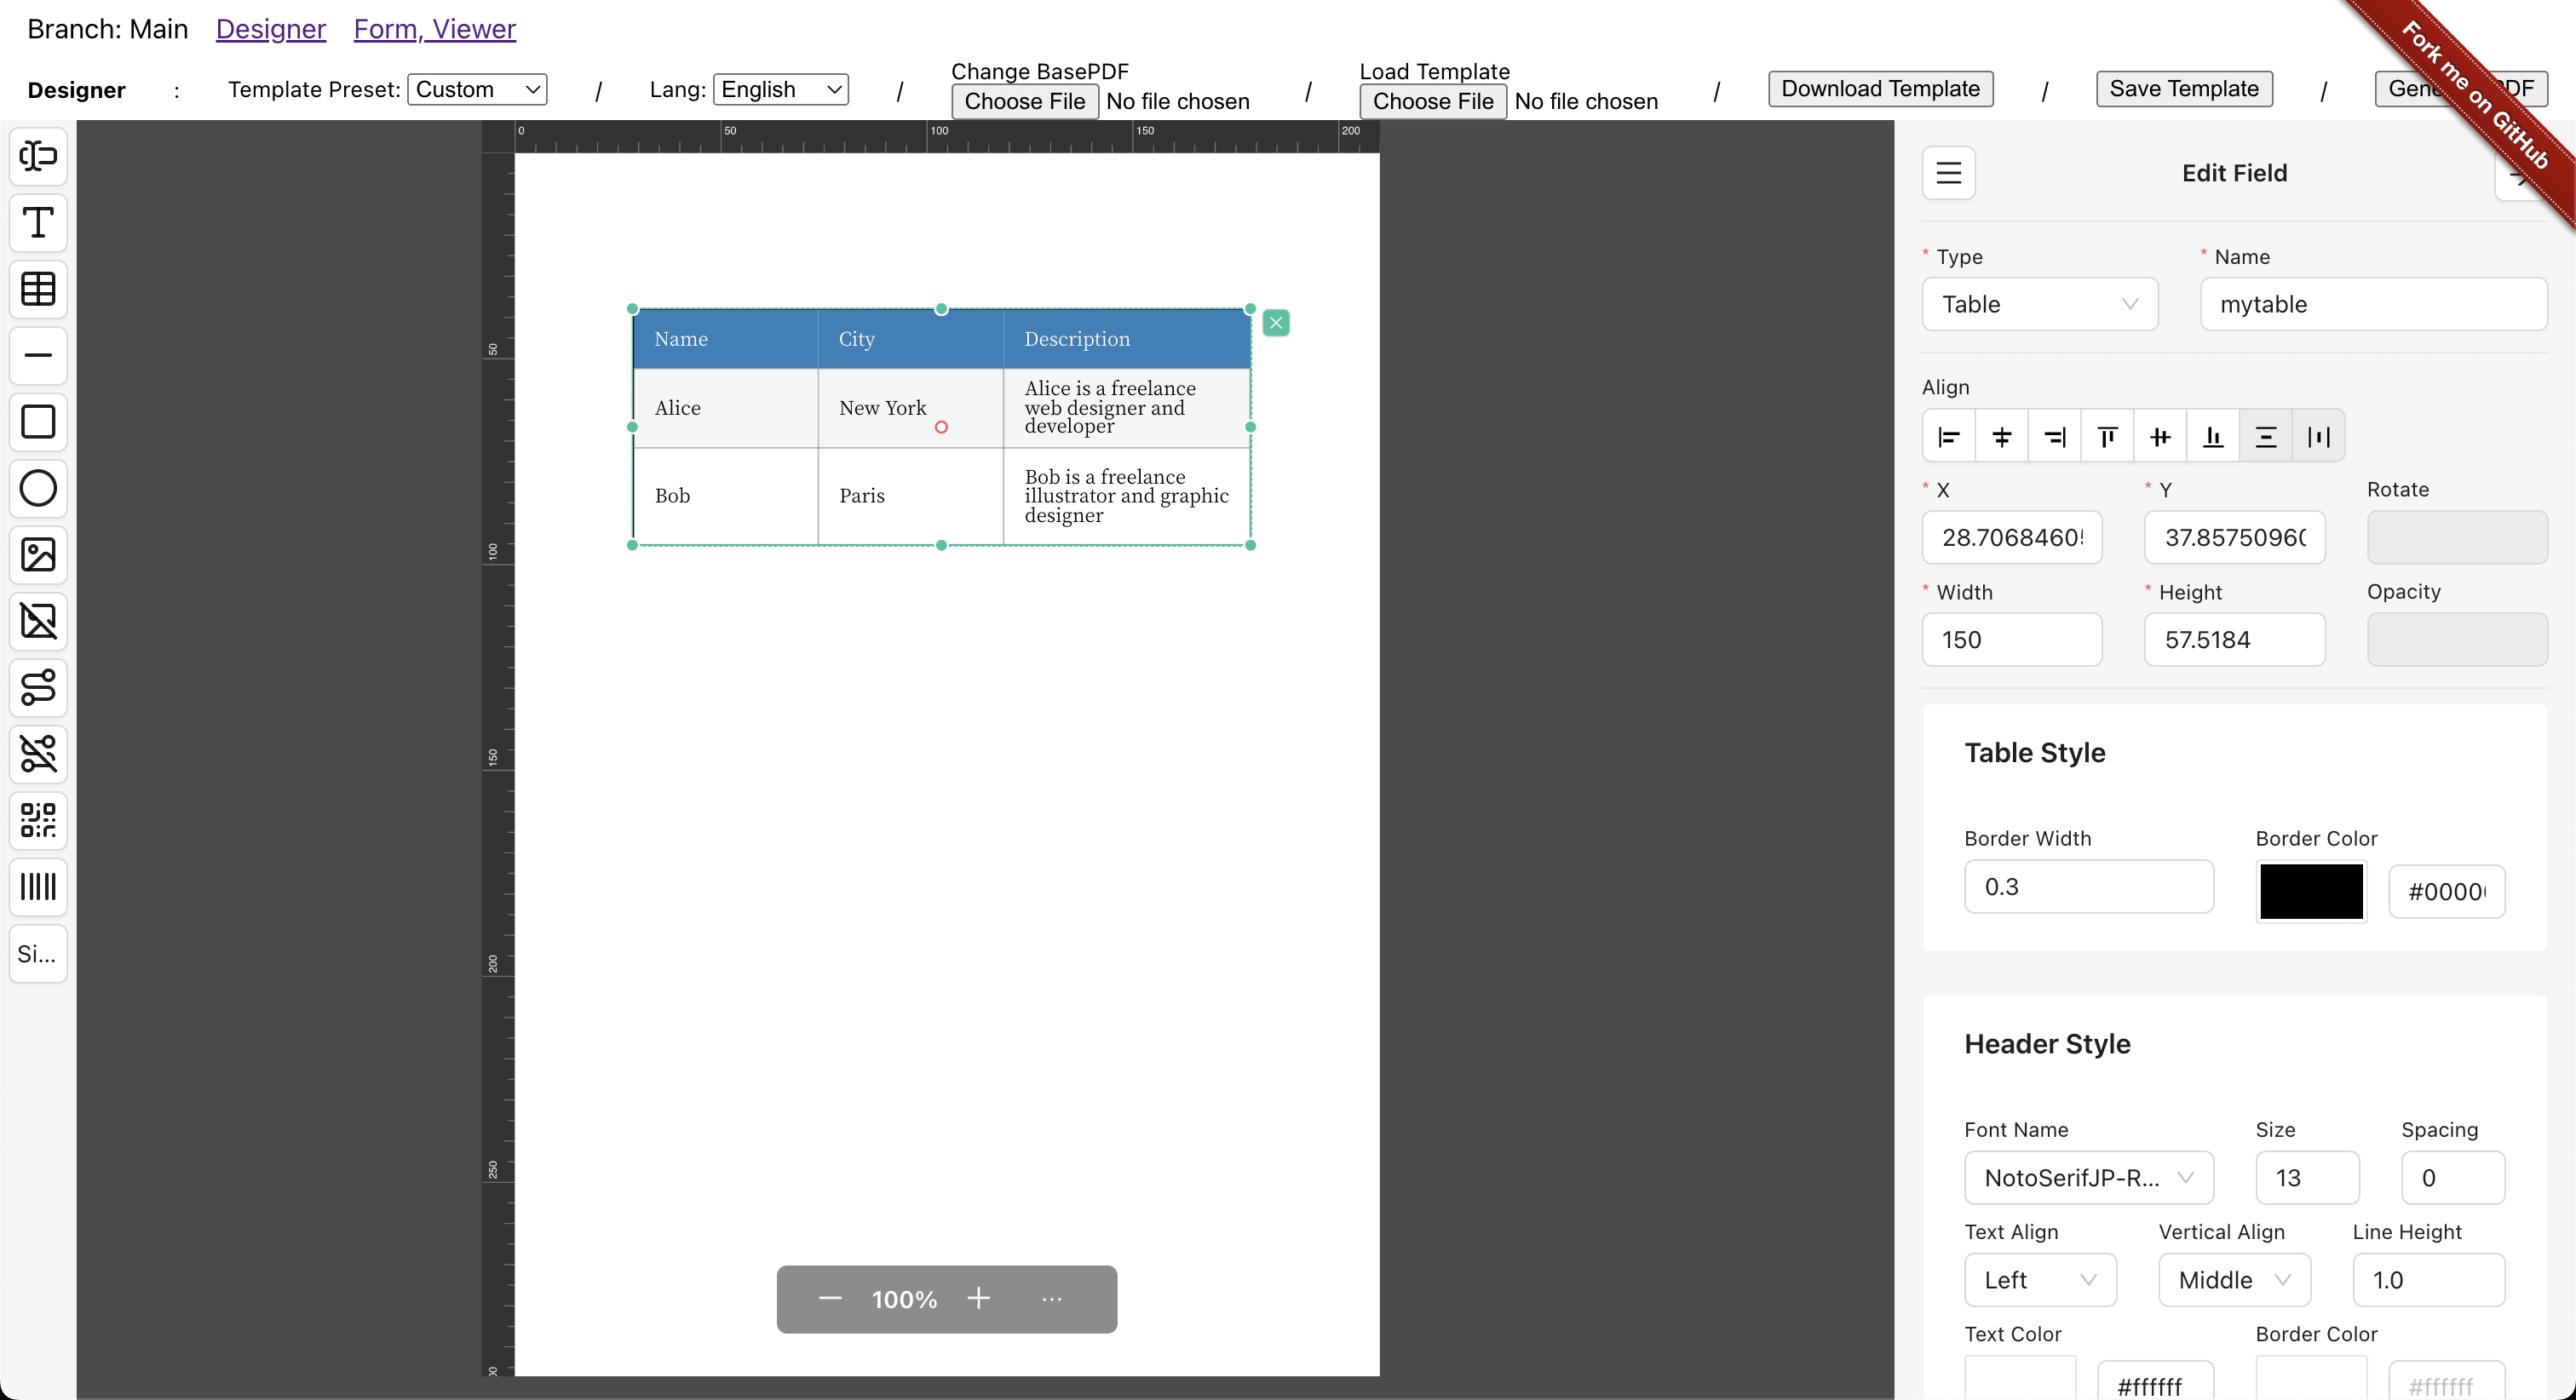 Branch: Main Designer Form, Viewer
Designer : Template Preset: Custom / Lang: English / Change BasePDF Choose File No file chosen / Load Template Choose File No file chosen / Download Template / Save Template /
Fork me on GitHub
0 50 100 150 200
50
100
150
200
250
Name City Description
Alice New York Alice is a freelance
web designer and
developer
Bob Paris Bob is a freelance
illustrator and graphic
designer
Si...
100% ...
Edit Field
* Type * Name
Table mytable
Align
* X * Y Rotate
28.70684605 37.85750960
* Width * Height Opacity
150 57.5184
Table Style
Border Width Border Color
0.3 #0000
Header Style
Font Name Size Spacing
NotoSerifJP-R... 13 0
Text Align Vertical Align Line Height
Left Middle 1.0
Text Color Border Color
#ffffff #ffffff